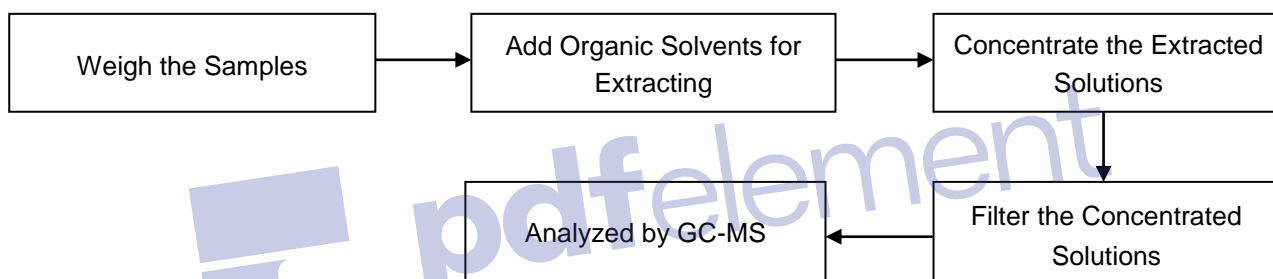 Weigh the Samples
Add Organic Solvents for
Extracting
Concentrate the Extracted
Solutions
Analyzed by GC-MS
Filter the Concentrated
Solutions
pdfelement